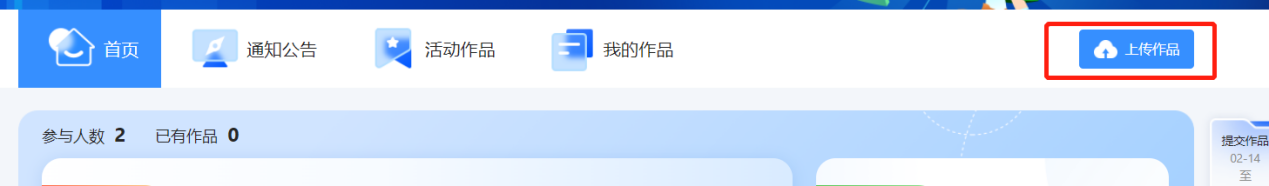 首页 通知公告 活动作品 我的作品 上传作品
参与人数 2 已有作品 0
提交作品
02-14
至